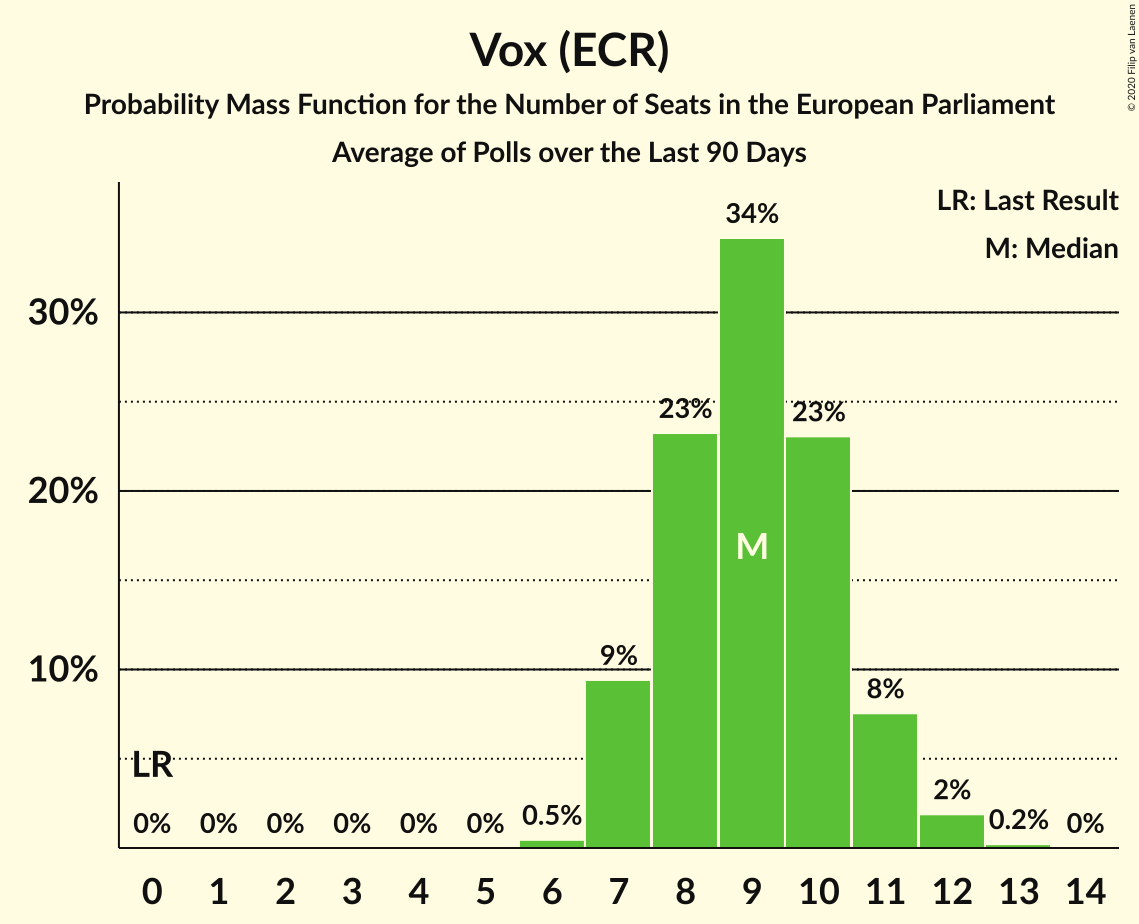 Vox (ECR)
Probability Mass Function for the Number of Seats in the European Parliament
Average of Polls over the Last 90 Days
© 2020 Filip van Laenen
LR: Last Result
M: Median
34%
30%
23%
23%
20%
M
9%
10%
8%
LR
2%
0%
0%
0%
0%
0%
0%
0.5%
0.2%
0%
0 1 2 3 4 5 6 7 8 9 10 11 12 13 14